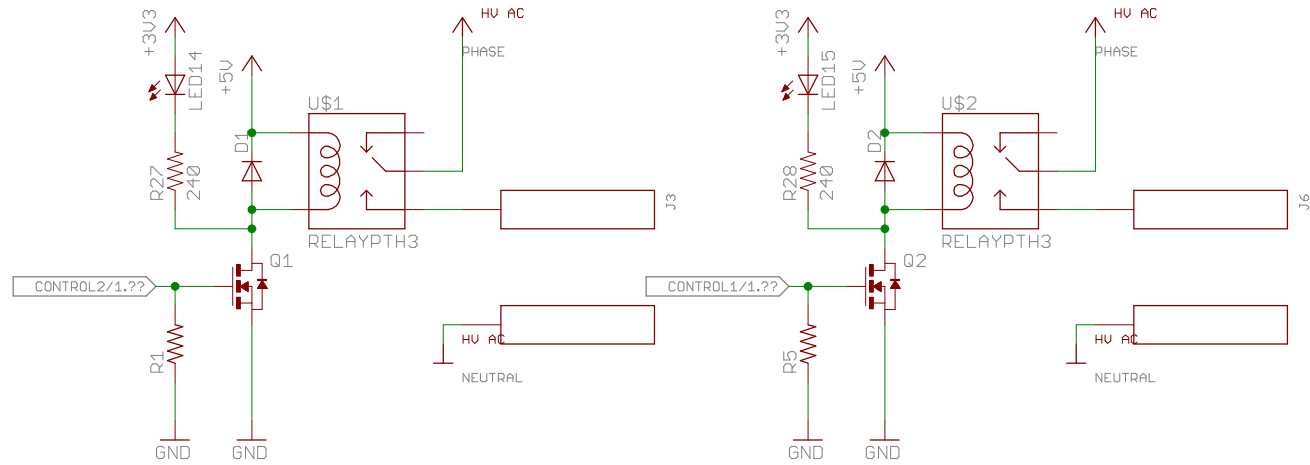 HV AC
+3V3
PHASE
LED14
+5V
U$1
D1
R27
240
J3
RELAYPTH3
Q1
CONTROL2/1.??
R1
HV AC
NEUTRAL
GND
GND
HV AC
+3V3
PHASE
LED15
+5V
U$2
D2
R28
240
J6
RELAYPTH3
Q2
CONTROL1/1.??
R5
HV AC
NEUTRAL
GND
GND